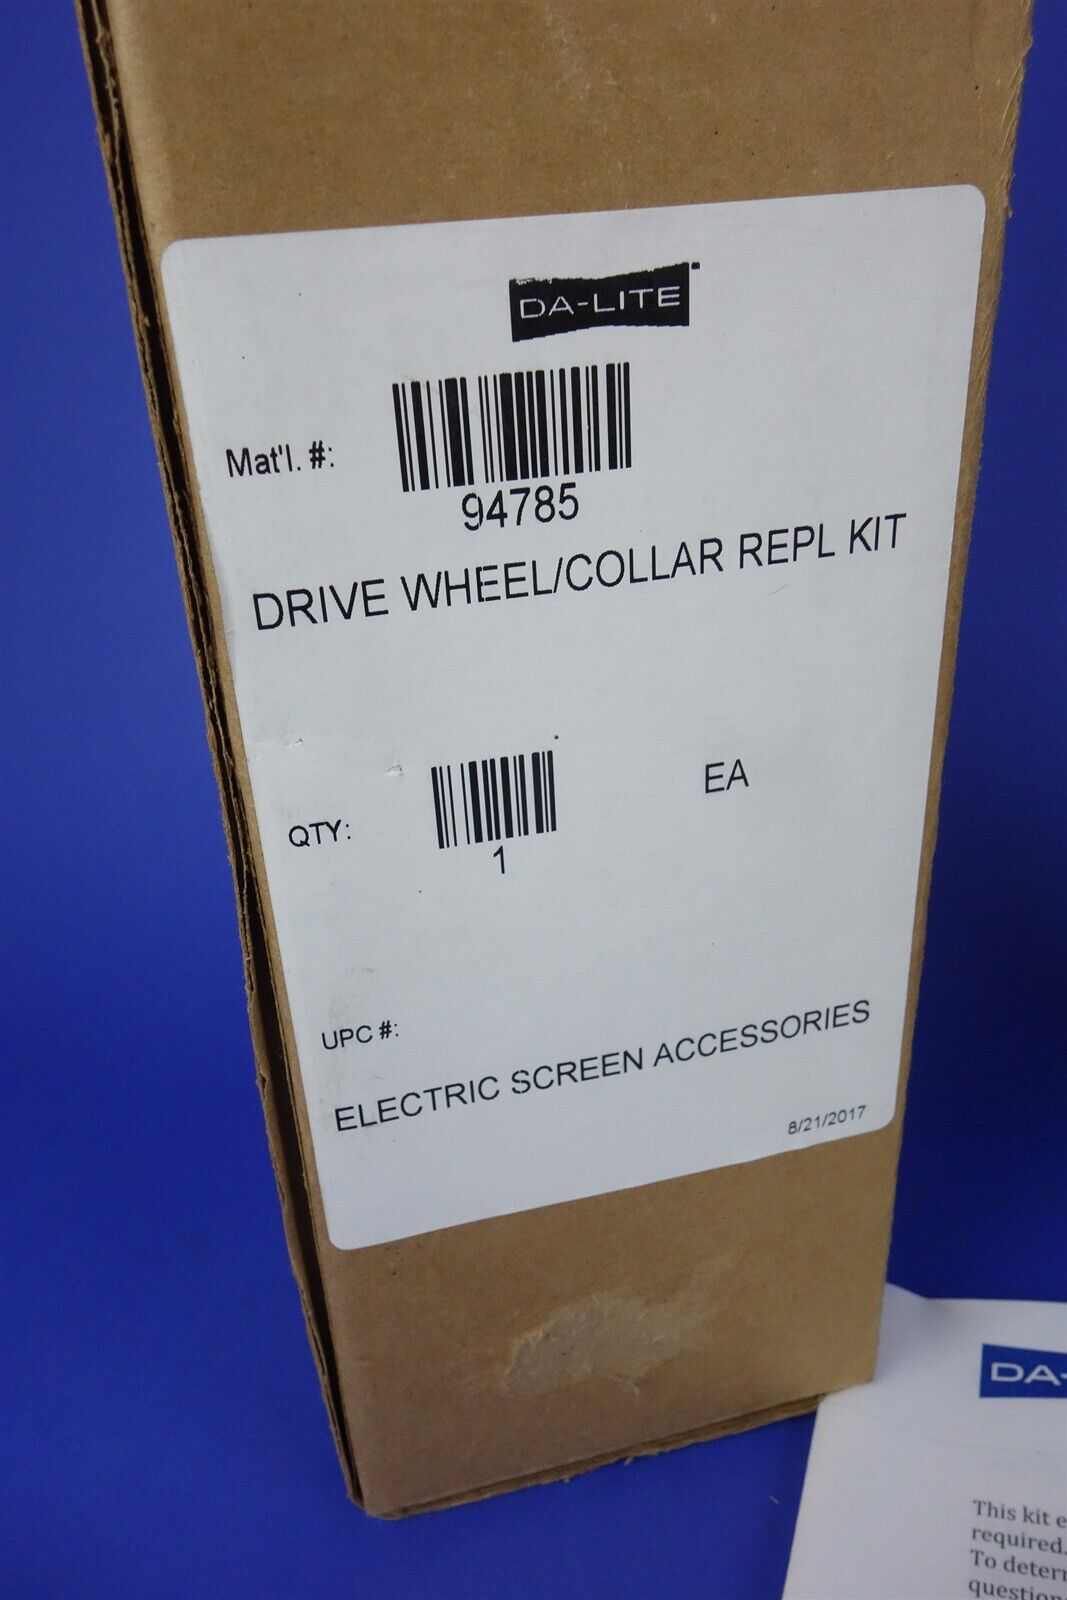 DA-LITE
Mat'l. #:
94785
DRIVE WHEEL/COLLAR REPL KIT
QTY:
1
EA
UPC #:
ELECTRIC SCREEN ACCESSORIES
8/21/2017
DA-
This kit e
required.
To deter
question